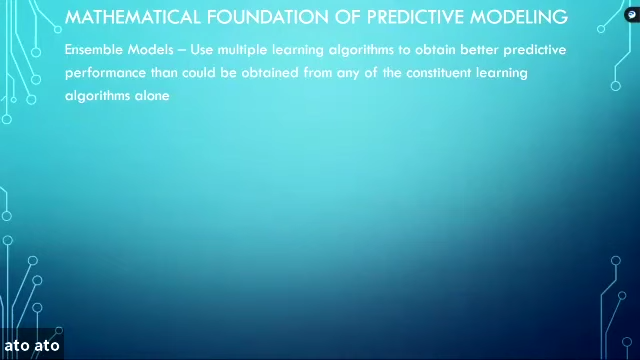 MATHEMATICAL FOUNDATION OF PREDICTIVE MODELING
Ensemble Models – Use multiple learning algorithms to obtain better predictive
performance than could be obtained from any of the constituent learning
algorithms alone
ato ato